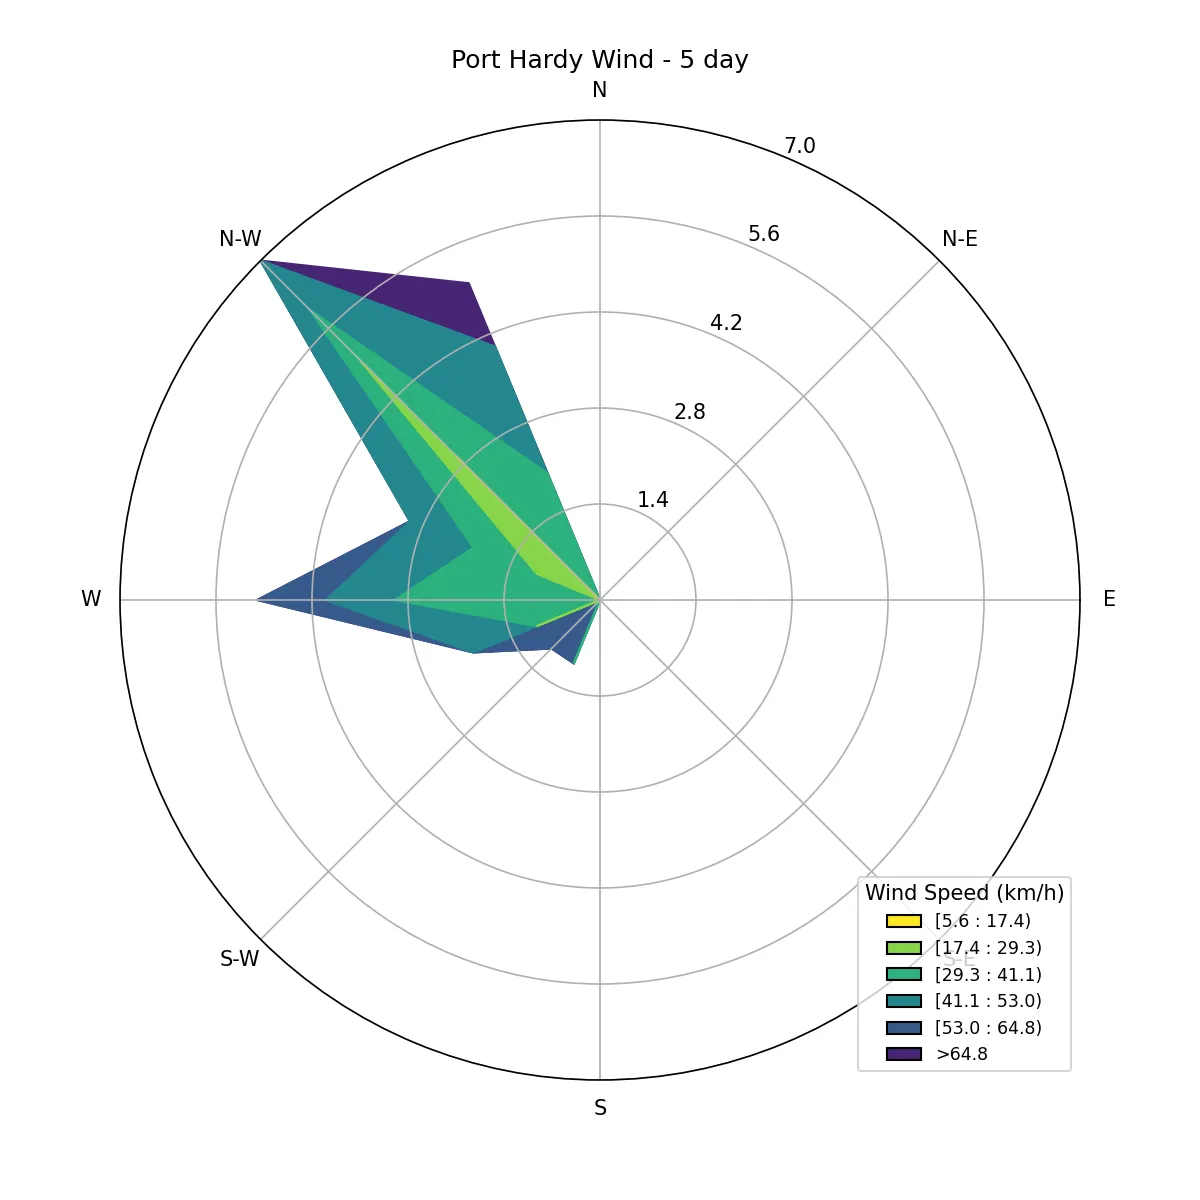 Port Hardy Wind - 5 day
N
7.0
N-W
N-E
5.6
4.2
2.8
1.4
W
E
S-W
S-E
Wind Speed (km/h)
[5.6 : 17.4)
[17.4 : 29.3)
[29.3 : 41.1)
[41.1 : 53.0)
[53.0 : 64.8)
>64.8
S